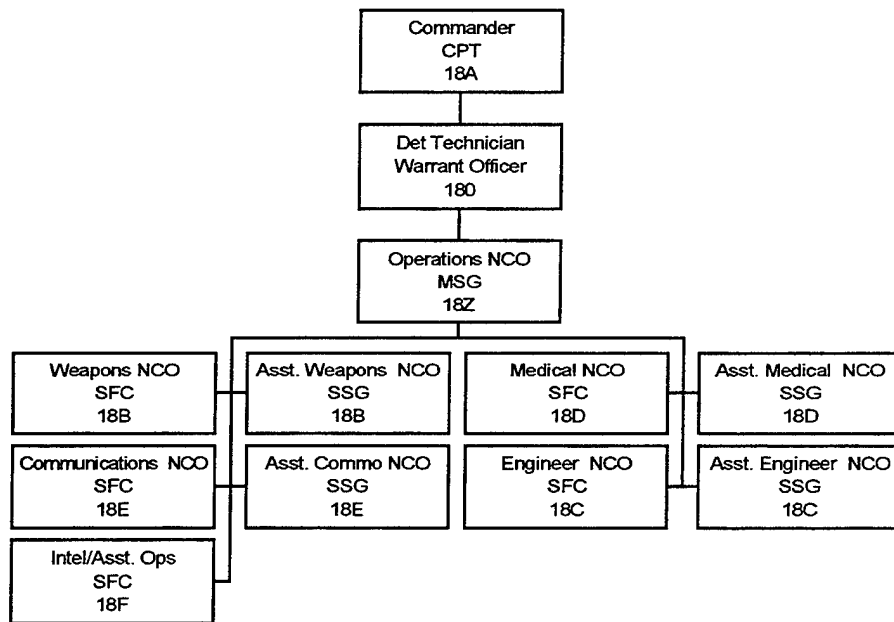 Commander
CPT
18A
Det Technician
Warrant Officer
180
Operations NCO
MSG
18Z
Weapons NCO
SFC
18B
Asst. Weapons NCO
SSG
18B
Medical NCO
SFC
18D
Asst. Medical NCO
SSG
18D
Communications NCO
SFC
18E
Asst. Commo NCO
SSG
18E
Engineer NCO
SFC
18C
Asst. Engineer NCO
SSG
18C
Intel/Asst. Ops
SFC
18F